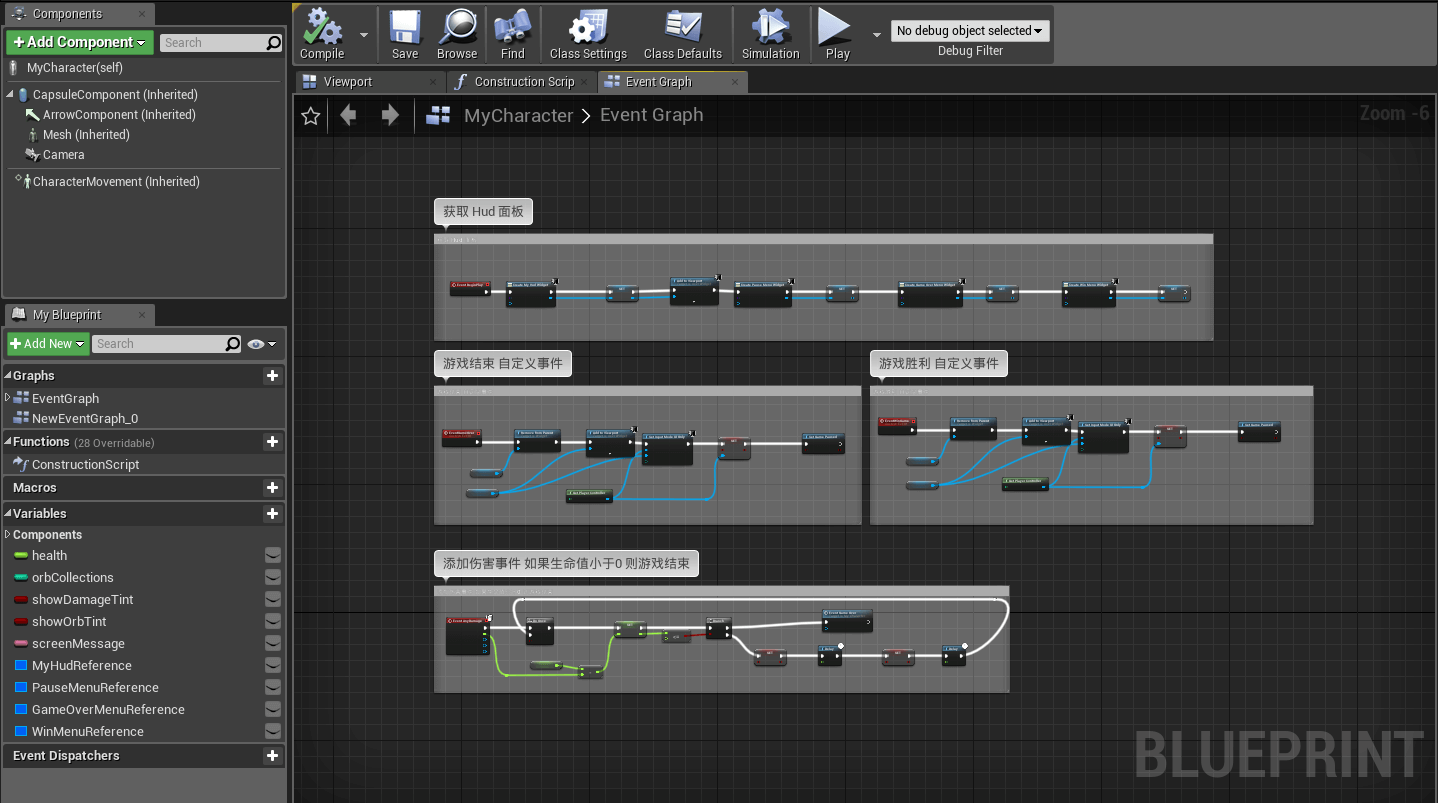 Components
+ Add Component
Search
MyCharacter(self)
CapsuleComponent (Inherited)
ArrowComponent (Inherited)
Mesh (Inherited)
Camera
CharacterMovement (Inherited)
My Blueprint
+ Add New
Search
Graphs
EventGraph
NewEventGraph_0
Functions (28 Overridable)
ConstructionScript
Macros
Variables
Components
health
orbCollections
showDamageTint
showOrbTint
screenMessage
MyHudReference
PauseMenuReference
GameOverMenuReference
WinMenuReference
Event Dispatchers
Compile
Save
Browse
Find
Class Settings
Class Defaults
Simulation
Play
No debug object selected
Debug Filter
Viewport
Construction Scrip
Event Graph
MyCharacter > Event Graph
Zoom -6
获取 Hud 面板
游戏结束 自定义事件
游戏胜利 自定义事件
添加伤害事件 如果生命值小于0 则游戏结束
BLUEPRINT